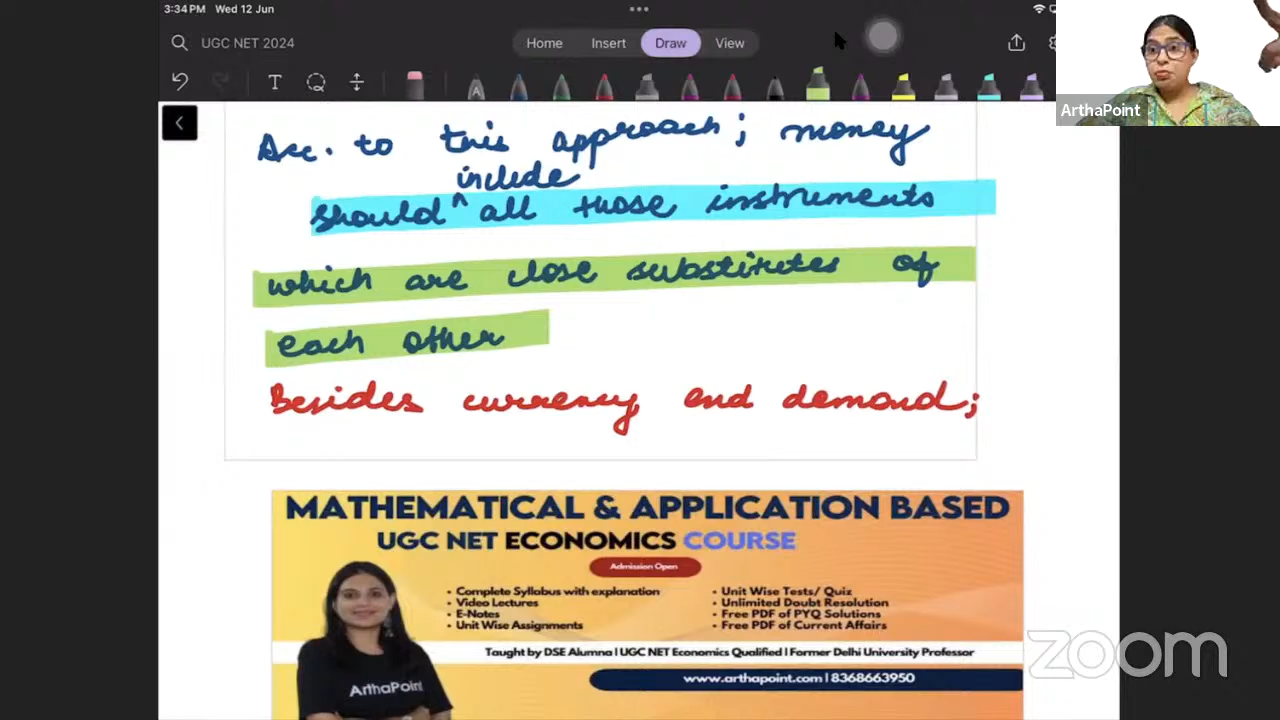 3:34 PM Wed 12 Jun
UGC NET 2024
Home Insert Draw View
T
A
ArthaPoint
Acc. to this approach; money
include
should ^ all those instruments
which are close substitutes of
each other
Besides currency and demand;
MATHEMATICAL & APPLICATION BASED
UGC NET ECONOMICS COURSE
Admission Open
• Complete Syllabus with explanation
• Video Lectures
• E-Notes
• Unit Wise Assignments
• Unit Wise Tests/ Quiz
• Unlimited Doubt Resolution
• Free PDF of PYQ Solutions
• Free PDF of Current Affairs
Taught by DSE Alumna | UGC NET Economics Qualified | Former Delhi University Professor
www.arthapoint.com | 8368663950
ArthaPoint
zoom